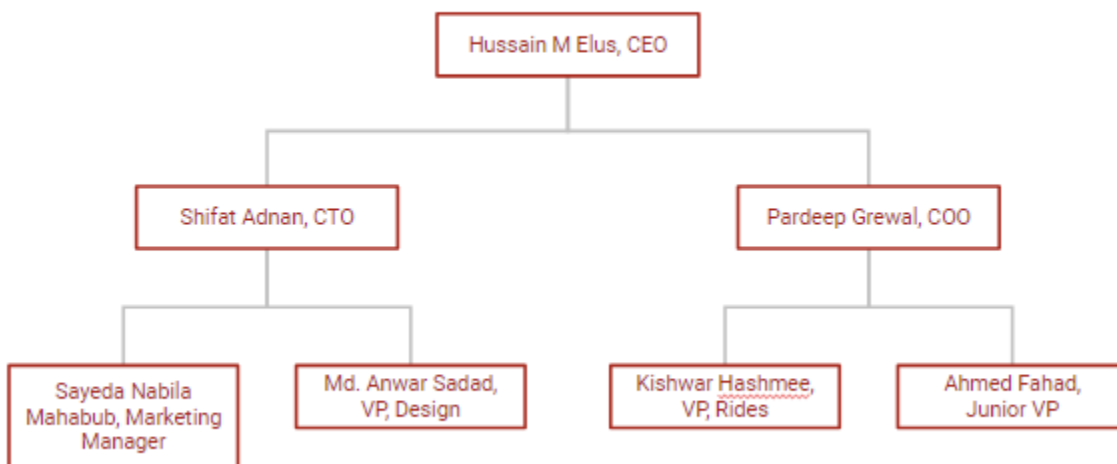 Hussain M Elus, CEO
Shifat Adnan, CTO
Pardeep Grewal, COO
Sayeda Nabila
Mahabub, Marketing
Manager
Md. Anwar Sadad,
VP, Design
Kishwar Hashmee,
VP, Rides
Ahmed Fahad,
Junior VP